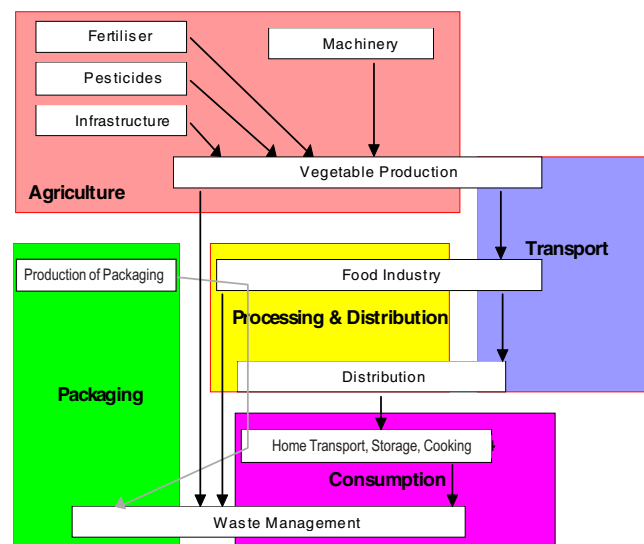 Fertiliser
Machinery
Pesticides
Infrastructure
Vegetable Production
Agriculture
Transport
Production of Packaging
Food Industry
Processing & Distribution
Distribution
Packaging
Home Transport, Storage, Cooking
Consumption
Waste Management